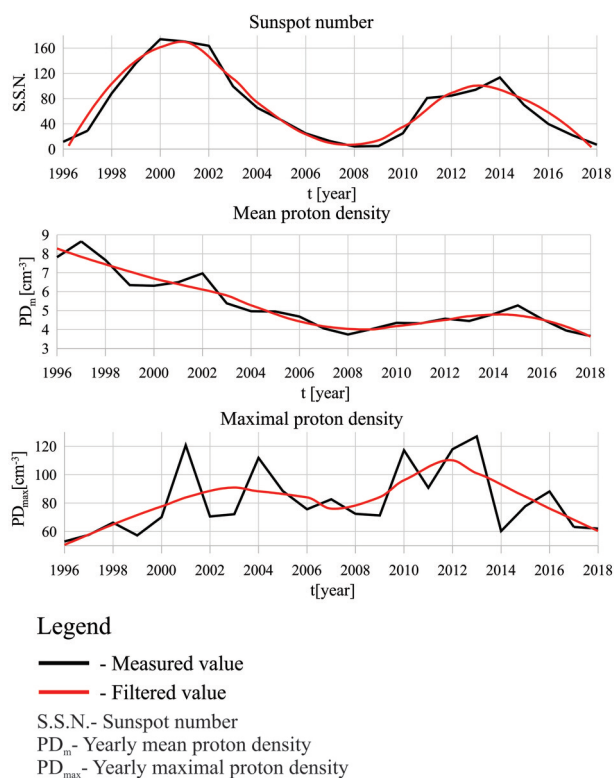 Sunspot number
S.S.N.
160
120
80
40
0
1996 1998 2000 2002 2004 2006 2008 2010 2012 2014 2016 2018
t [year]
Mean proton density
PDm [cm-3]
9
8
7
6
5
4
3
1996 1998 2000 2002 2004 2006 2008 2010 2012 2014 2016 2018
t [year]
Maximal proton density
PDmax[cm-3]
120
100
80
60
1996 1998 2000 2002 2004 2006 2008 2010 2012 2014 2016 2018
t[year]
Legend
- Measured value
- Filtered value
S.S.N.- Sunspot number
PDm- Yearly mean proton density
PDmax- Yearly maximal proton density